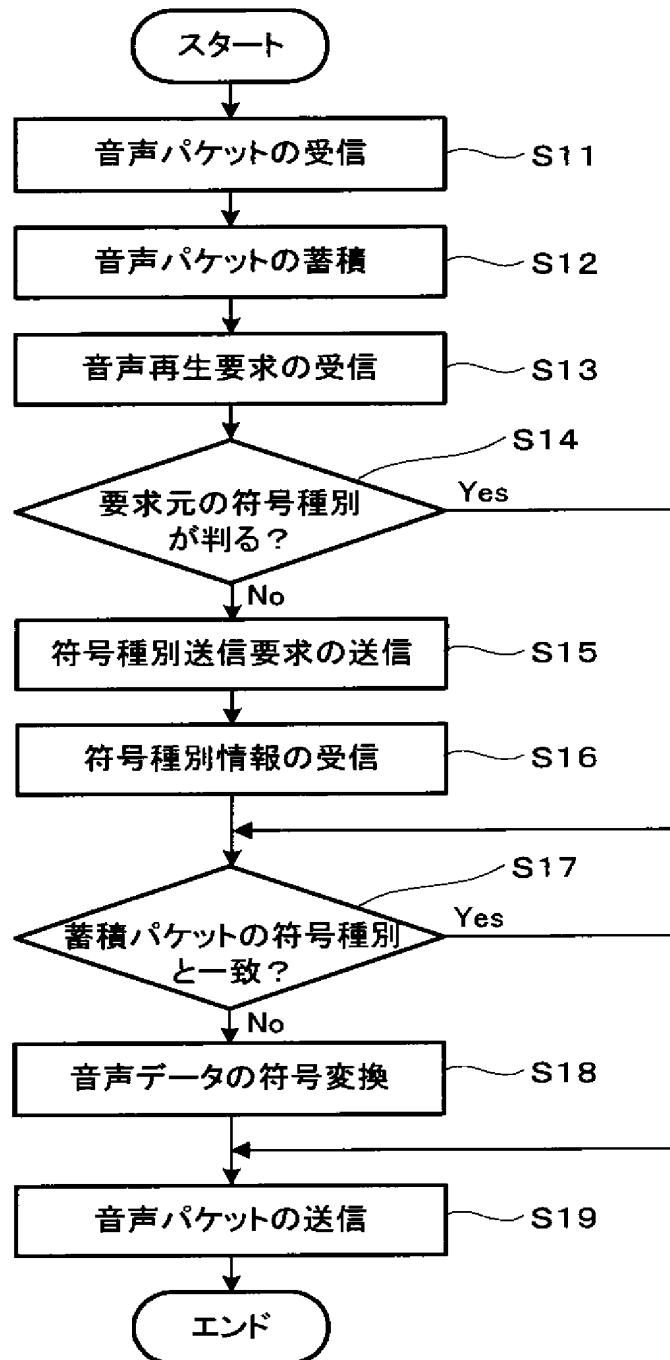 スタート
音声パケットの受信
S11
音声パケットの蓄積
S12
音声再生要求の受信
S13
S14
要求元の符号種別
が判る？
Yes
No
符号種別送信要求の送信
S15
符号種別情報の受信
S16
S17
蓄積パケットの符号種別
と一致？
Yes
No
音声データの符号変換
S18
音声パケットの送信
S19
エンド